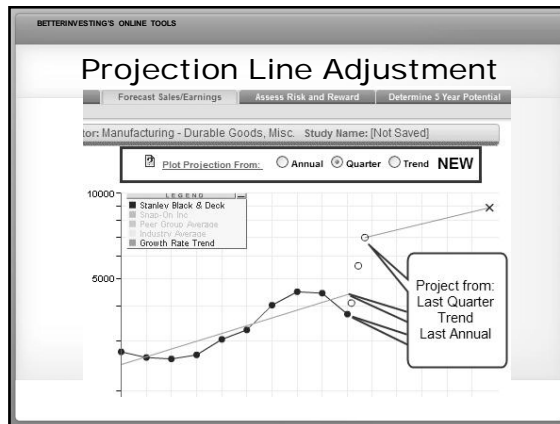 BETTERINVESTING'S ONLINE TOOLS
Projection Line Adjustment
Forecast Sales/Earnings Assess Risk and Reward Determine 5 Year Potential
tor: Manufacturing - Durable Goods, Misc. Study Name: [Not Saved]
? Plot Projection From: Annual Quarter Trend NEW
10000
LEGEND
Stanley Black & Deck
Snap-On Inc
Peer Group Average
Industry Average
Growth Rate Trend
5000
Project from:
Last Quarter
Trend
Last Annual